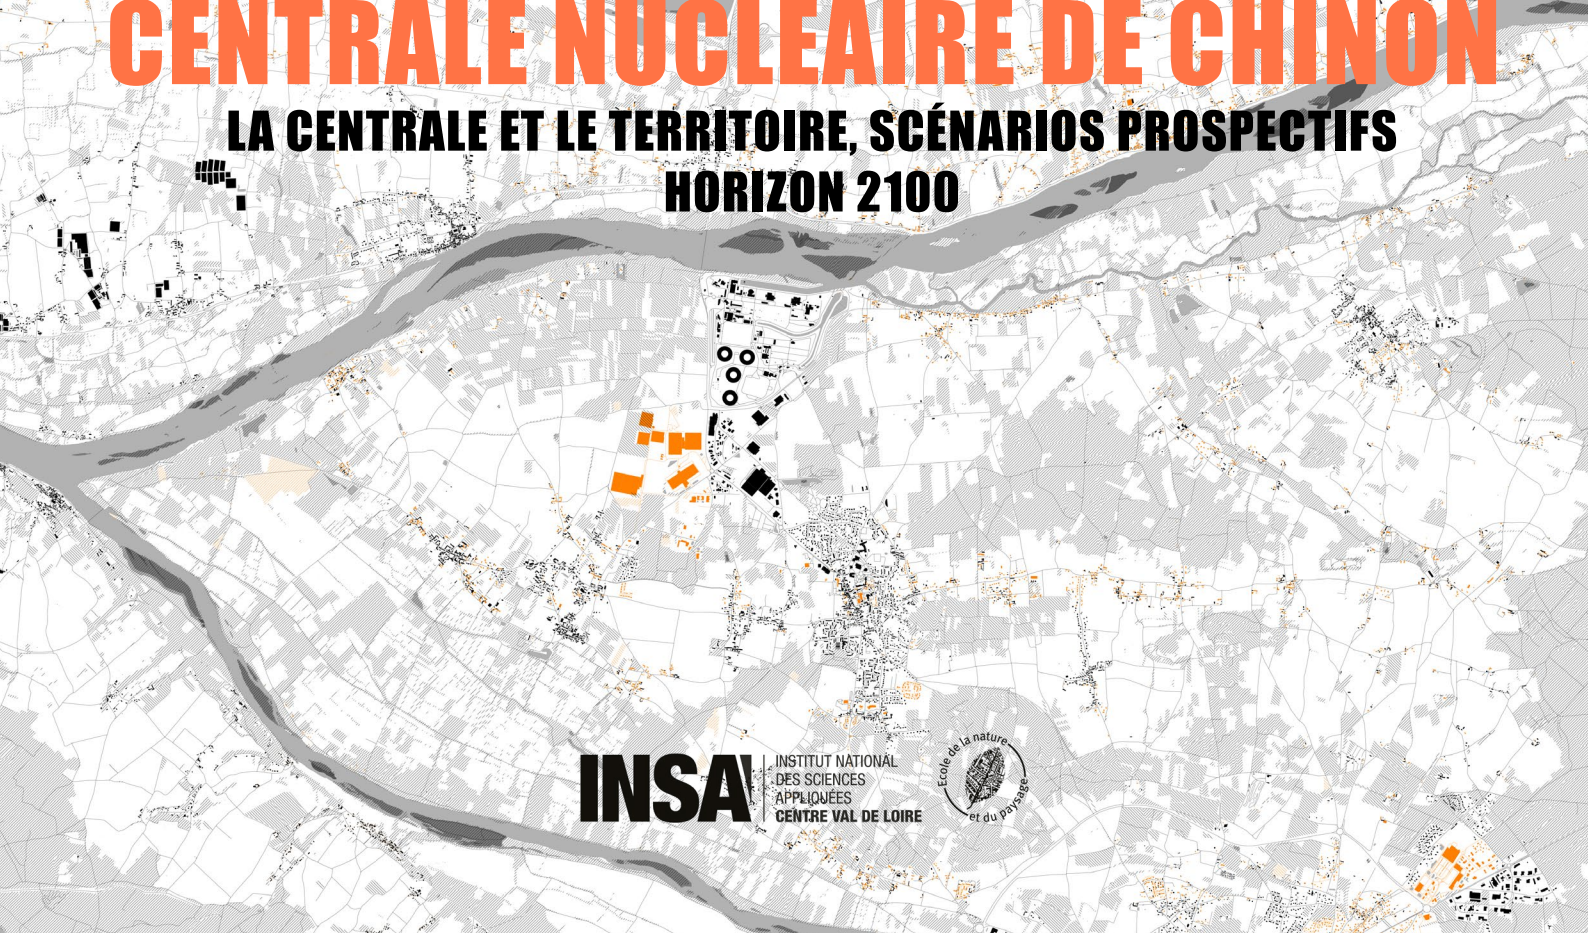 CENTRALE NUCLÉAIRE DE CHINON
LA CENTRALE ET LE TERRITOIRE, SCÉNARIOS PROSPECTIFS
HORIZON 2100
INSA
INSTITUT NATIONAL
DES SCIENCES
APPLIQUÉES
CENTRE VAL DE LOIRE
Ecole de la nature
et du paysage